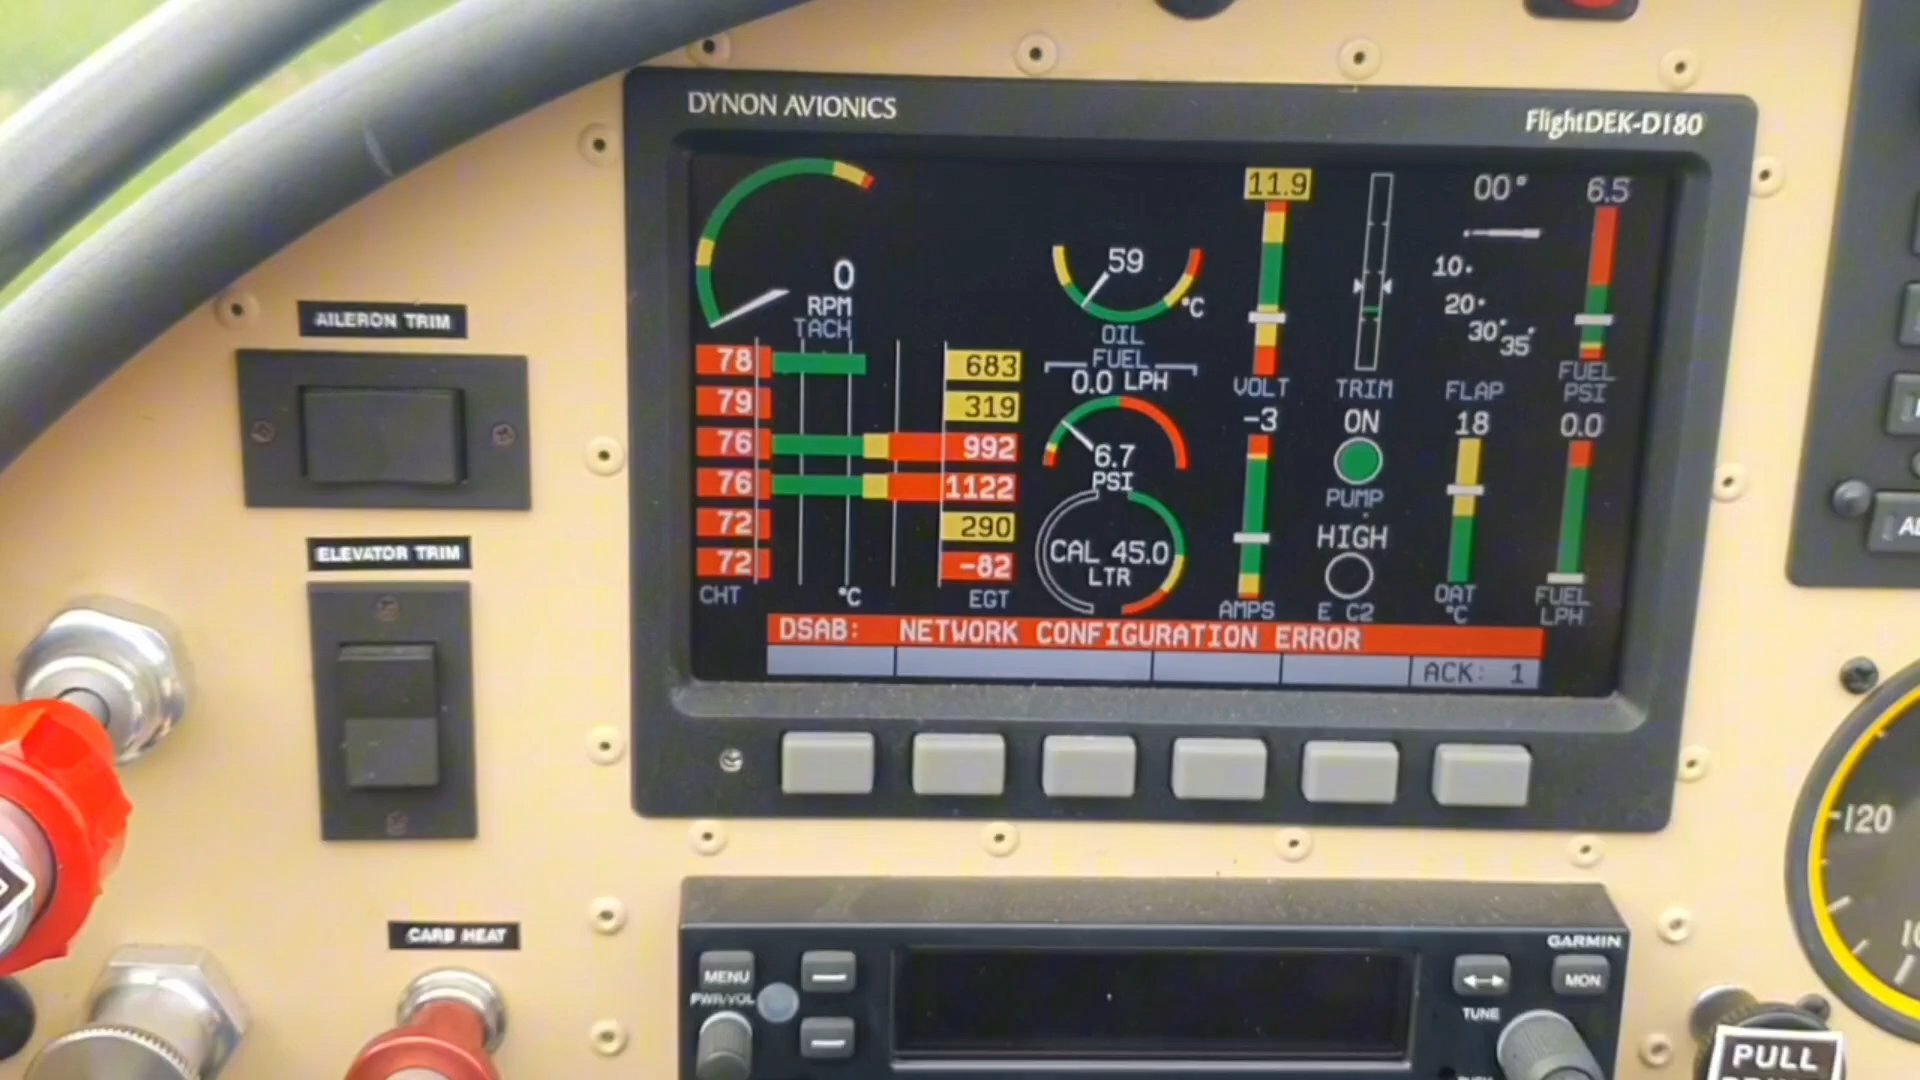 DYNON AVIONICS
FlightDEK-D180
0
RPM
TACH
78
79
76
76
72
72
CHT
°C
683
319
992
1122
290
-82
EGT
59
°C
OIL
FUEL
0.0 LPH
6.7
PSI
CAL 45.0
LTR
11.9
VOLT
-3
AMPS
TRIM
ON
PUMP
HIGH
E C2
00°
10°
20°
30°
35°
FLAP
18
OAT
°C
6.5
FUEL
PSI
0.0
FUEL
LPH
DSAB: NETWORK CONFIGURATION ERROR
ACK: 1
AILERON TRIM
ELEVATOR TRIM
CARB HEAT
GARMIN
MENU
PWR/VOL
MON
TUNE
120
PULL